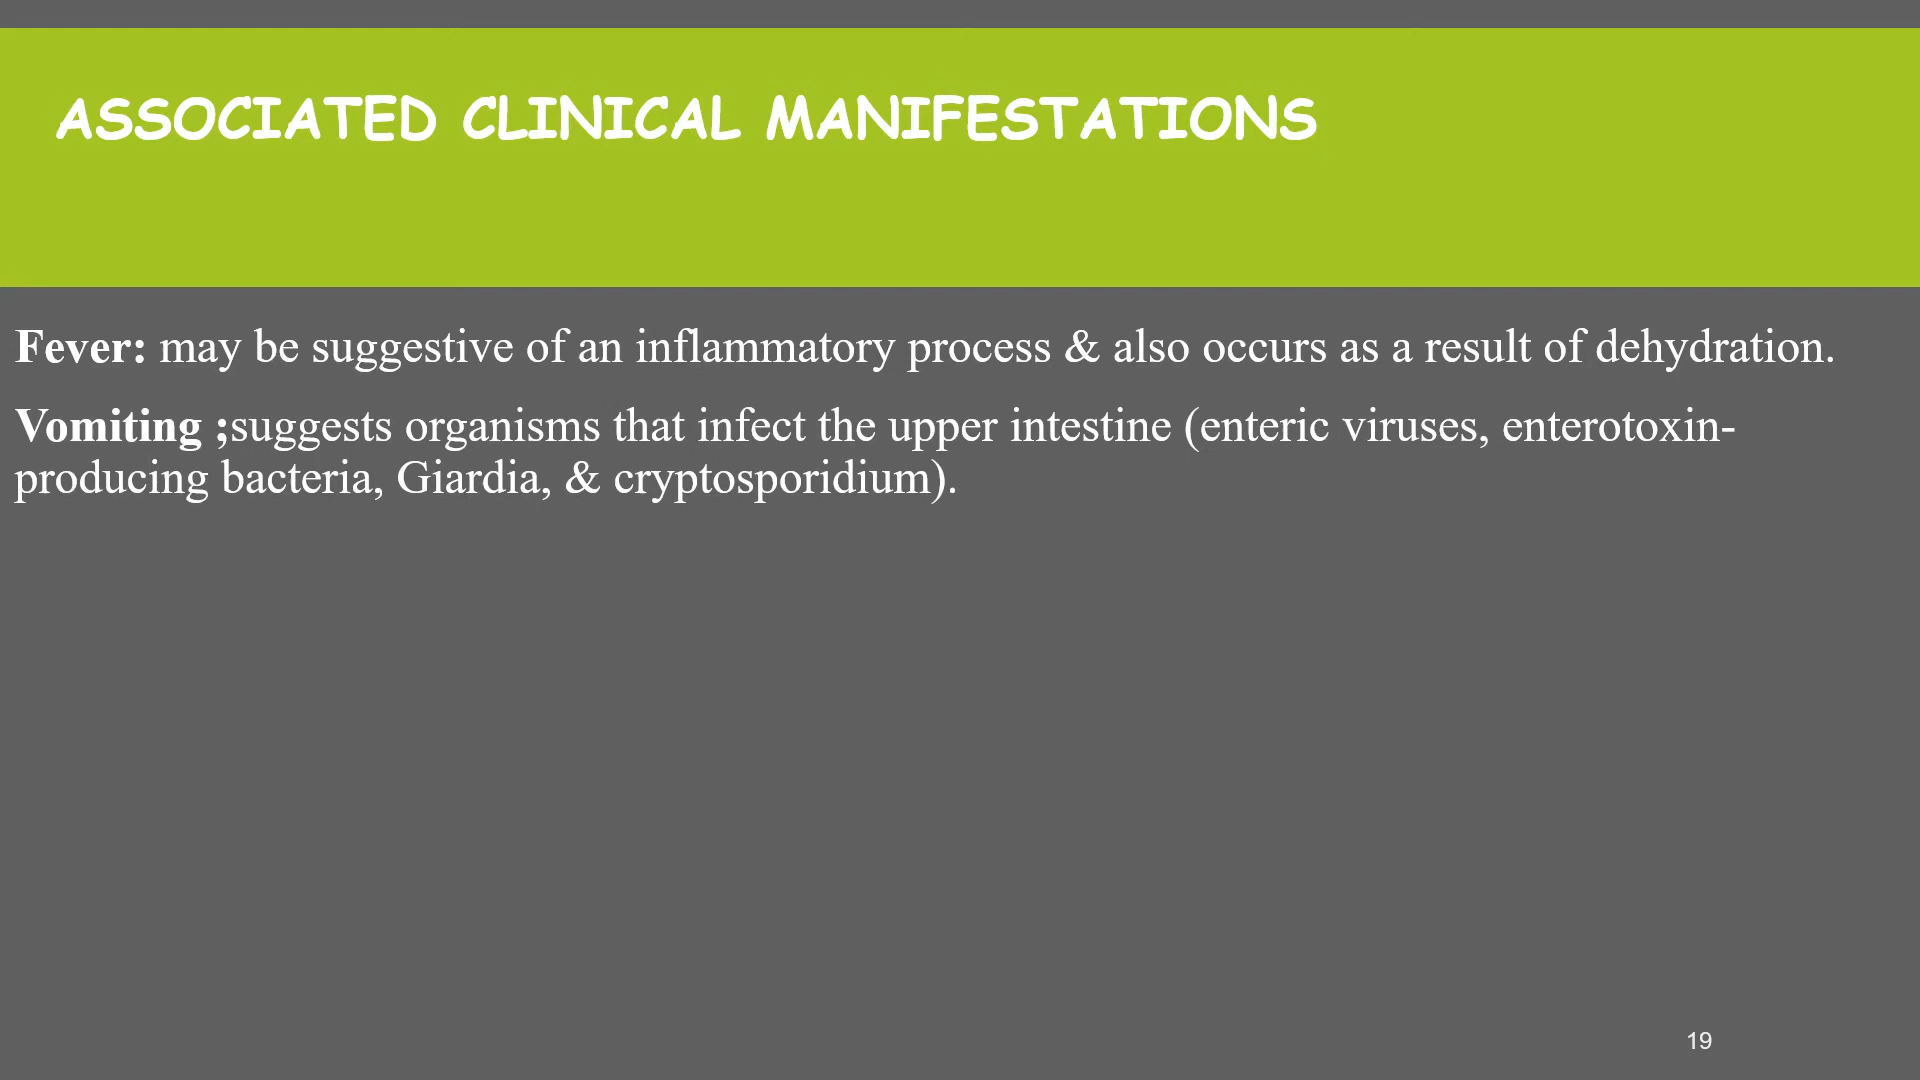 ASSOCIATED CLINICAL MANIFESTATIONS
Fever: may be suggestive of an inflammatory process & also occurs as a result of dehydration.
Vomiting ;suggests organisms that infect the upper intestine (enteric viruses, enterotoxin-
producing bacteria, Giardia, & cryptosporidium).
19